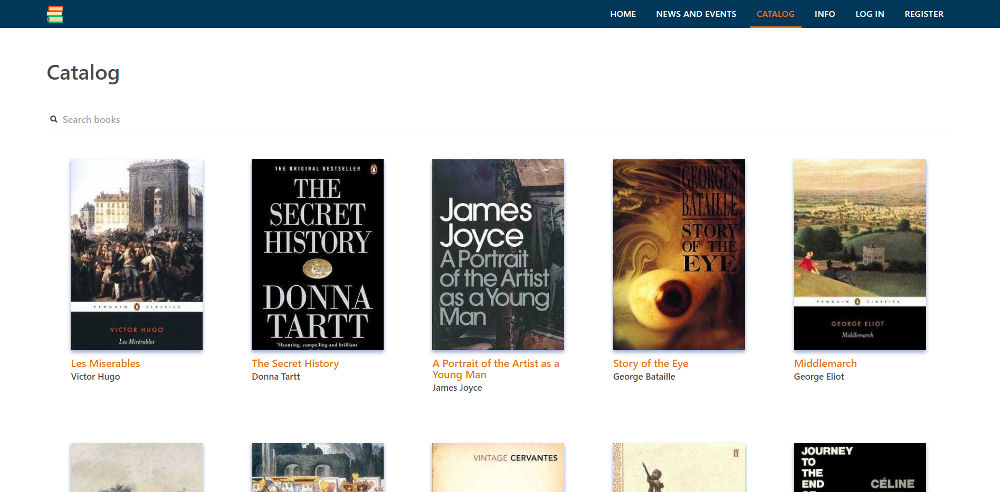 HOME NEWS AND EVENTS CATALOG INFO LOG IN REGISTER
Catalog
Search books
PENGUIN CLASSICS
VICTOR HUGO
Les Misérables
THE ORIGINAL BESTSELLER
THE
SECRET
HISTORY
DONNA
TARTT
'Haunting, compelling and brilliant'
James
Joyce
A Portrait
of the Artist
as a Young
Man
GEORGES
BATAILLE
STORY
OF THE
EYE
PENGUIN CLASSICS
GEORGE ELIOT
Middlemarch
Les Miserables
Victor Hugo
The Secret History
Donna Tartt
A Portrait of the Artist as a
Young Man
James Joyce
Story of the Eye
George Bataille
Middlemarch
George Eliot
VINTAGE CERVANTES
ff
JOURNEY
TO
THE
END
CÉLINE